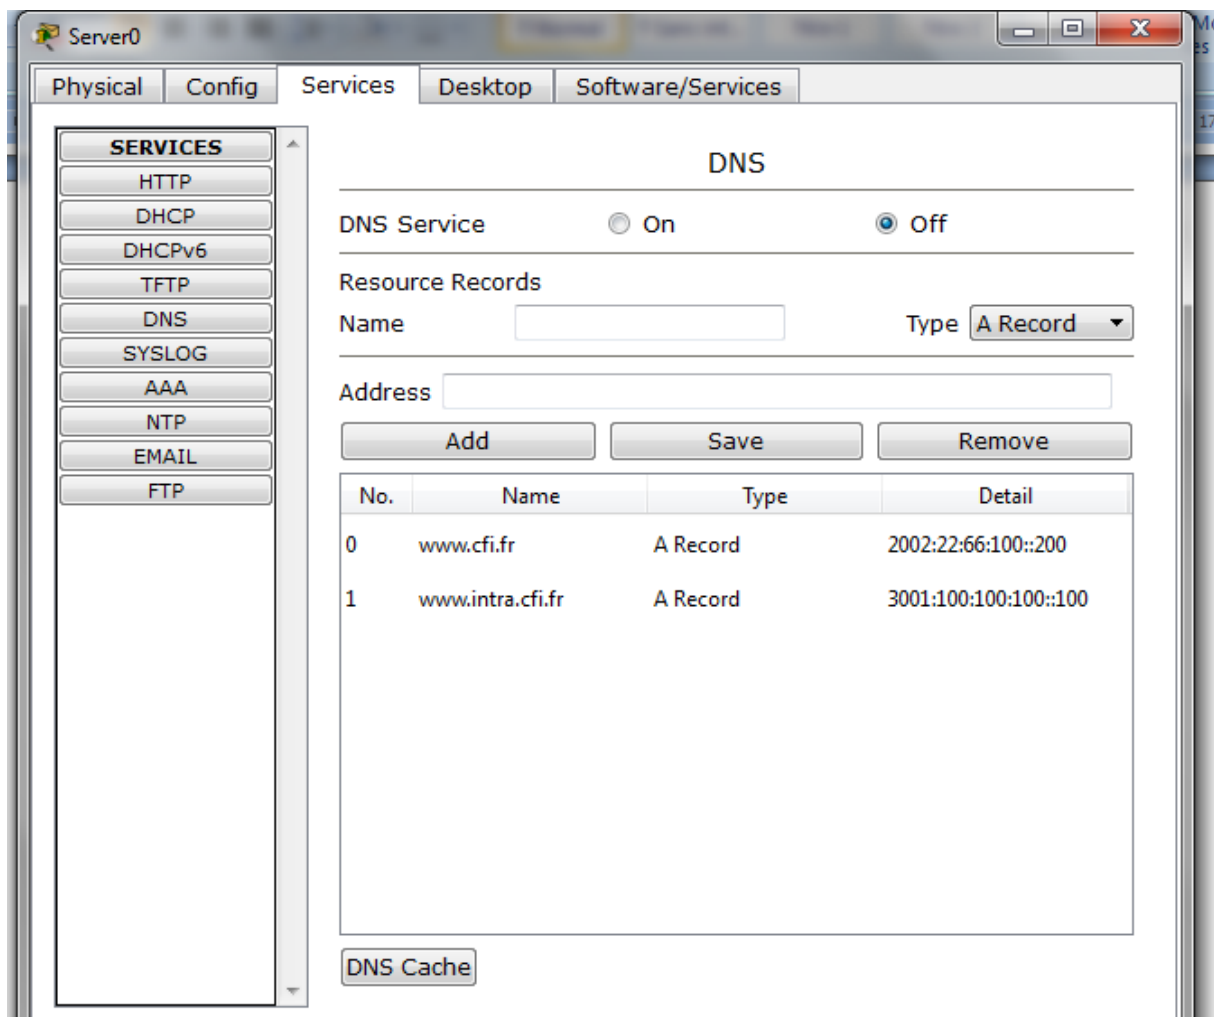 Server0
Physical Config Services Desktop Software/Services
SERVICES
HTTP
DHCP
DHCPv6
TFTP
DNS
SYSLOG
AAA
NTP
EMAIL
FTP
DNS
DNS Service On Off
Resource Records
Name Type A Record
Address
Add Save Remove
No. Name Type Detail
0 www.cfi.fr A Record 2002:22:66:100::200
1 www.intra.cfi.fr A Record 3001:100:100:100::100
DNS Cache